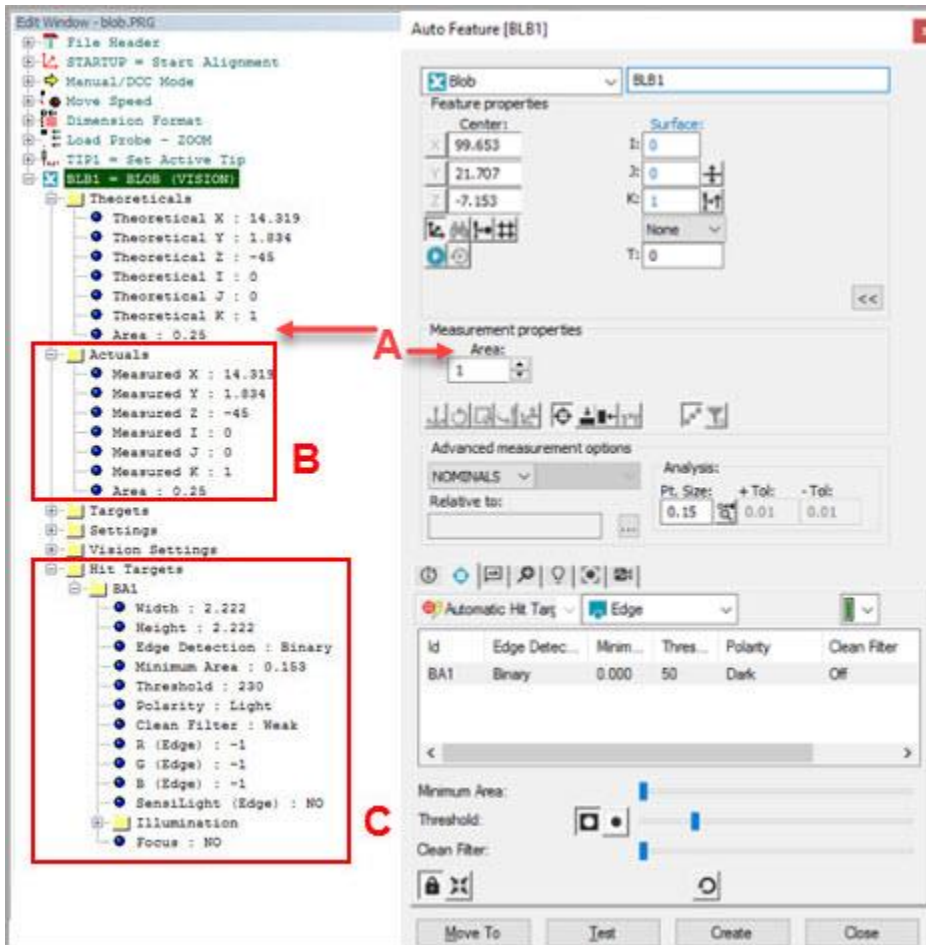 Edit Window - blob.PRG
File Header
STARTUP = Start Alignment
Manual/DCC Mode
Move Speed
Dimension Format
Load Probe - ZOOM
TIP1 = Set Active Tip
BLB1 = BLOB (VISION)
Theoreticals
Theoretical X : 14.319
Theoretical Y : 1.834
Theoretical Z : -45
Theoretical I : 0
Theoretical J : 0
Theoretical K : 1
Area : 0.25
Actuals
Measured X : 14.319
Measured Y : 1.834
Measured Z : -45
Measured I : 0
Measured J : 0
Measured K : 1
Area : 0.25
B
Targets
Settings
Vision Settings
Hit Targets
BA1
Width : 2.222
Height : 2.222
Edge Detection : Binary
Minimum Area : 0.153
Threshold : 230
Polarity : Light
Clean Filter : Weak
R (Edge) : -1
G (Edge) : -1
B (Edge) : -1
SensiLight (Edge) : NO
Illumination
Focus : NO
C
A
Auto Feature [BLB1]
x
Blob
BLB1
Feature properties
Center:
Surface:
X 99.653
I: 0
Y 21.707
J: 0
Z -7.153
K: 1
None
T: 0
<<
Measurement properties
Area:
1
Advanced measurement options
NOMINALS
Analysis:
Relative to:
Pt. Size: + Tol: - Tol:
...
0.15 0.01 0.01
Automatic Hit Targ
Edge
Id Edge Detec... Minim... Thres... Polarity Clean Filter
BA1 Binary 0.000 50 Dark Off
Minimum Area:
Threshold:
Clean Filter:
Move To Test Create Close